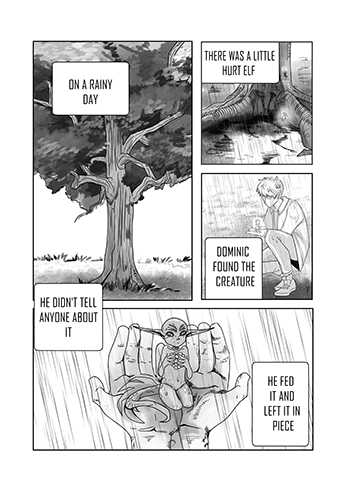 ON A RAINY
DAY
THERE WAS A LITTLE
HURT ELF
DOMINIC
FOUND THE
CREATURE
HE DIDN'T TELL
ANYONE ABOUT
IT
HE FED
IT AND
LEFT IT IN
PIECE